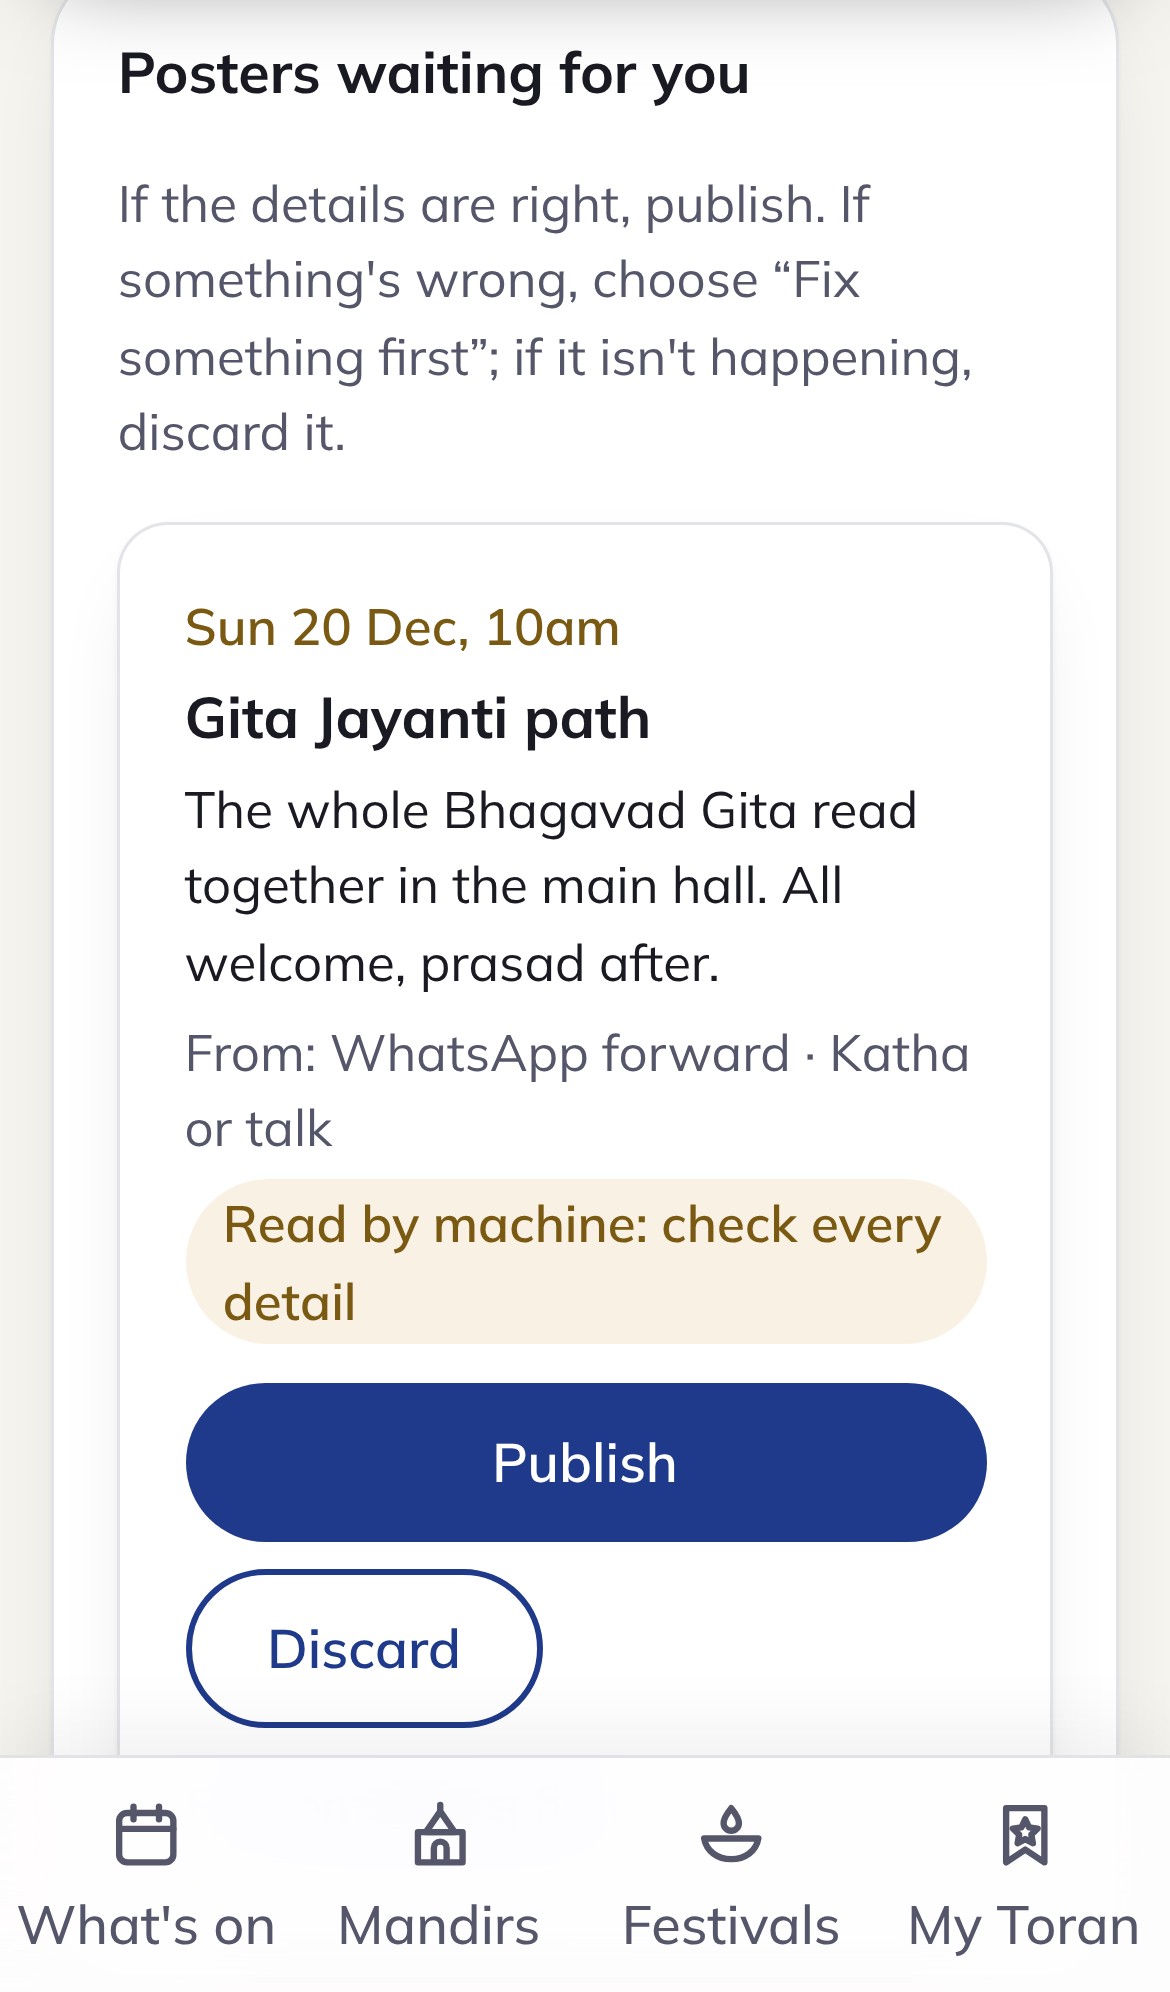 Posters waiting for you
If the details are right, publish. If
something's wrong, choose “Fix
something first”; if it isn't happening,
discard it.
Sun 20 Dec, 10am
Gita Jayanti path
The whole Bhagavad Gita read
together in the main hall. All
welcome, prasad after.
From: WhatsApp forward · Katha
or talk
Read by machine: check every
detail
Publish
Discard
What's on
Mandirs
Festivals
My Toran